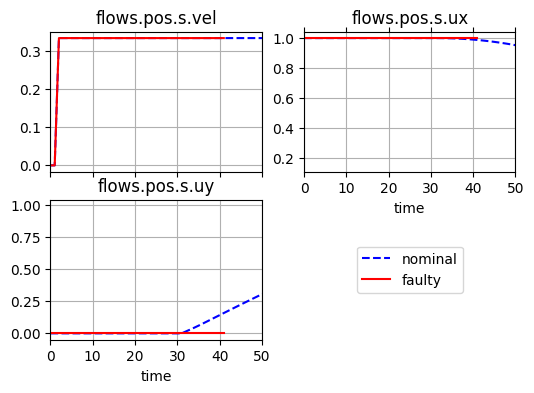 flows.pos.s.vel
0.3
0.2
0.1
0.0
flows.pos.s.ux
1.0
0.8
0.6
0.4
0.2
0 10 20 30 40 50
time
flows.pos.s.uy
1.00
0.75
0.50
0.25
0.00
0 10 20 30 40 50
time
nominal
faulty